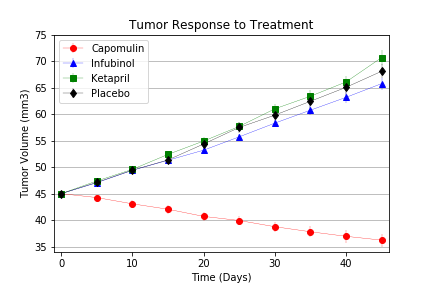 Tumor Response to Treatment
Tumor Volume (mm3)
75
70
65
60
55
50
45
40
35
Capomulin
Infubinol
Ketapril
Placebo
0
10
20
30
40
Time (Days)